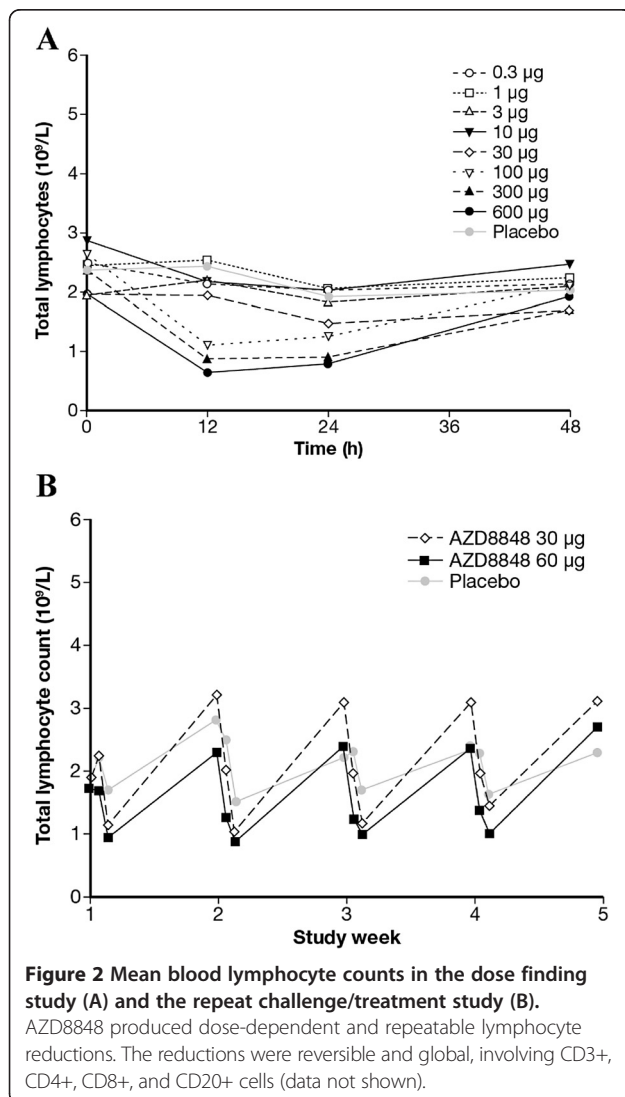 A
Total lymphocytes (10⁹/L)
6
5
4
3
2
1
0
0.3 µg
1 µg
3 µg
10 µg
30 µg
100 µg
300 µg
600 µg
Placebo
0 12 24 36 48
Time (h)
B
Total lymphocyte count (10⁹/L)
6
5
4
3
2
1
0
AZD8848 30 µg
AZD8848 60 µg
Placebo
1 2 3 4 5
Study week
Figure 2 Mean blood lymphocyte counts in the dose finding
study (A) and the repeat challenge/treatment study (B).
AZD8848 produced dose-dependent and repeatable lymphocyte
reductions. The reductions were reversible and global, involving CD3+,
CD4+, CD8+, and CD20+ cells (data not shown).